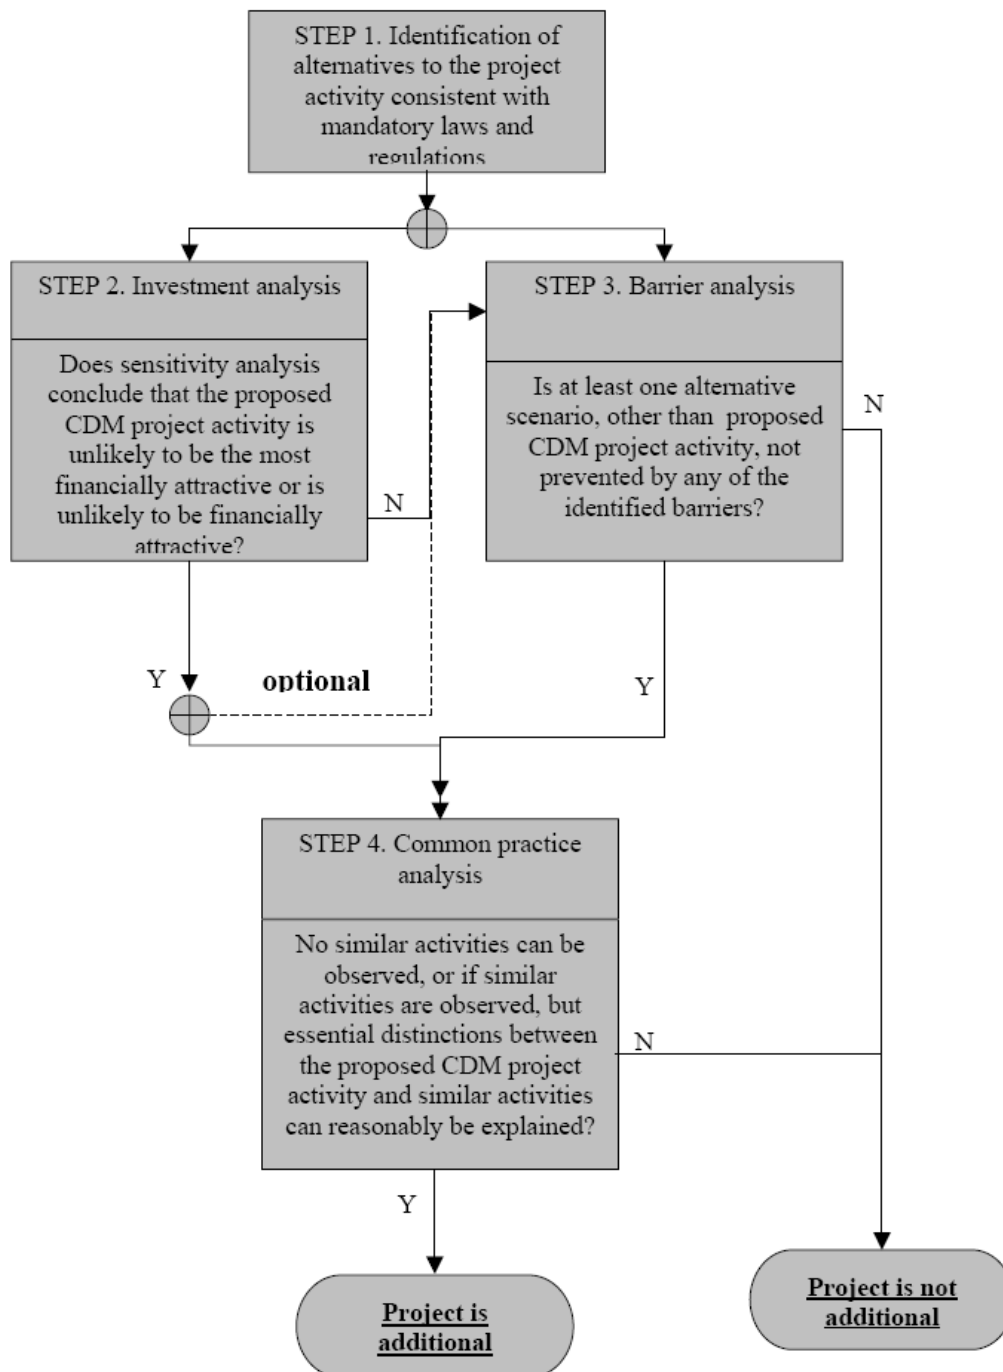 STEP 1. Identification of
alternatives to the project
activity consistent with
mandatory laws and
regulations
STEP 2. Investment analysis
Does sensitivity analysis
conclude that the proposed
CDM project activity is
unlikely to be the most
financially attractive or is
unlikely to be financially
attractive?
N
Y
optional
STEP 3. Barrier analysis
Is at least one alternative
scenario, other than proposed
CDM project activity, not
prevented by any of the
identified barriers?
N
Y
STEP 4. Common practice
analysis
No similar activities can be
observed, or if similar
activities are observed, but
essential distinctions between
the proposed CDM project
activity and similar activities
can reasonably be explained?
N
Y
Project is
additional
Project is not
additional